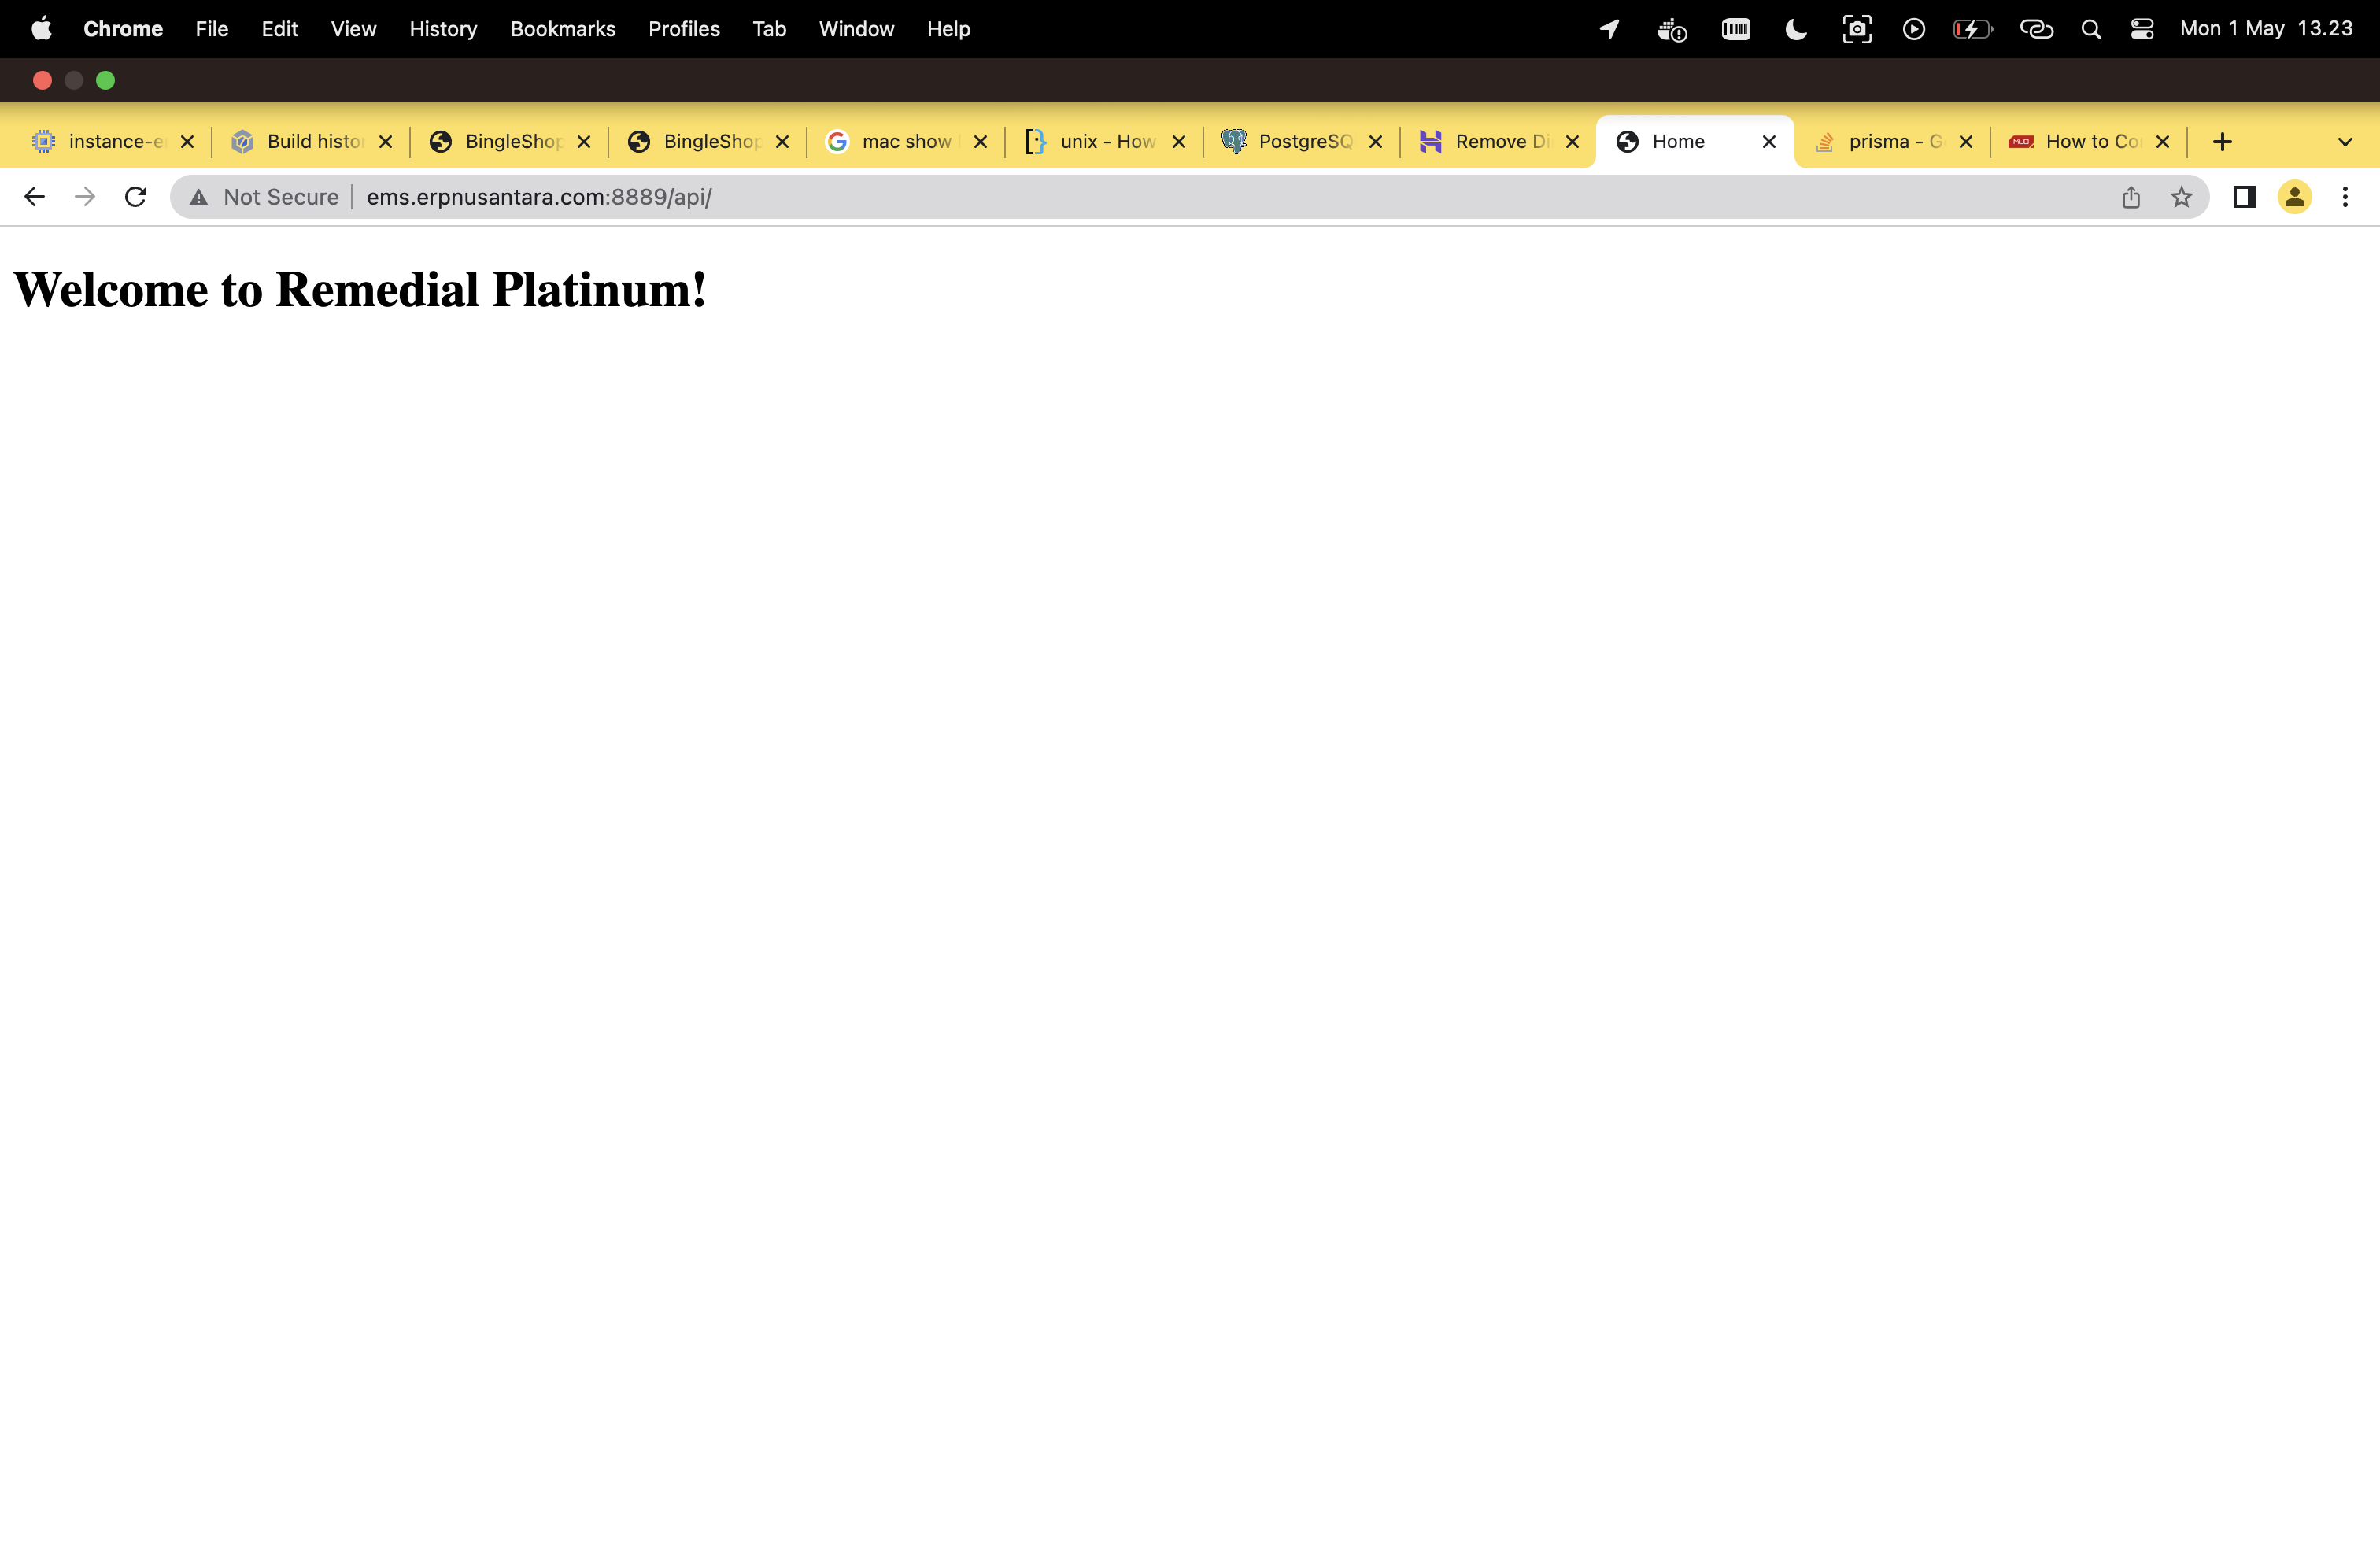 Chrome File Edit View History Bookmarks Profiles Tab Window Help Mon 1 May 13.23
instance-e Build histor BingleShop BingleShop mac show unix - How PostgreSQ Remove Di Home prisma - G How to Co
Not Secure ems.erpnusantara.com:8889/api/
Welcome to Remedial Platinum!